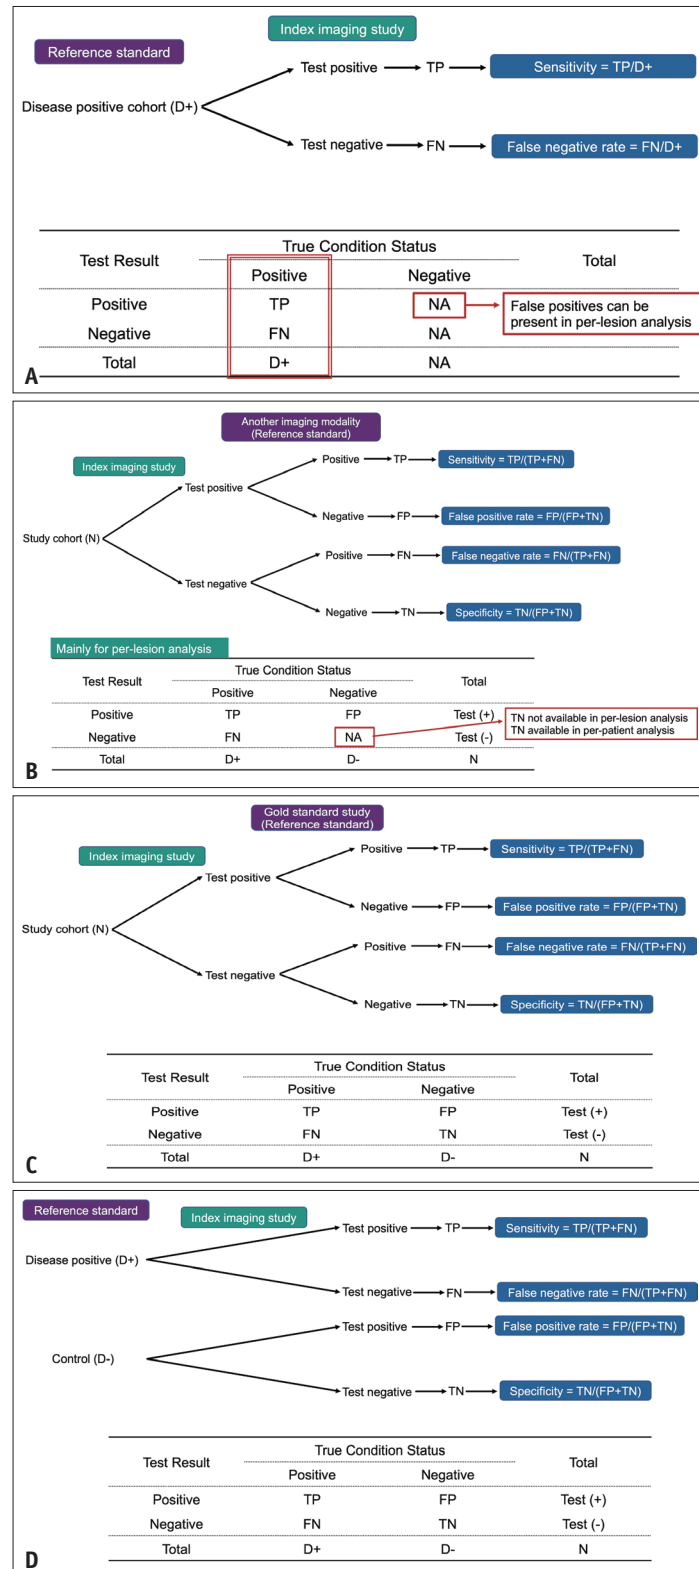 Index imaging study
Reference standard
Test positive TP Sensitivity = TP/D+
Disease positive cohort (D+)
Test negative FN False negative rate = FN/D+
True Condition Status
Test Result Total
Positive Negative
Positive TP NA False positives can be
present in per-lesion analysis
Negative FN NA
Total D+ NA
A
Another imaging modality
(Reference standard)
Index imaging study
Positive TP Sensitivity = TP/(TP+FN)
Test positive
Negative FP False positive rate = FP/(FP+TN)
Study cohort (N)
Positive FN False negative rate = FN/(TP+FN)
Test negative
Negative TN Specificity = TN/(FP+TN)
Mainly for per-lesion analysis
True Condition Status
Test Result Total
Positive Negative
Positive TP FP Test (+)
TN not available in per-lesion analysis
TN available in per-patient analysis
Negative FN NA Test (-)
Total D+ D- N
B
Gold standard study
(Reference standard)
Index imaging study
Positive TP Sensitivity = TP/(TP+FN)
Test positive
Negative FP False positive rate = FP/(FP+TN)
Study cohort (N)
Positive FN False negative rate = FN/(TP+FN)
Test negative
Negative TN Specificity = TN/(FP+TN)
True Condition Status
Test Result Total
Positive Negative
Positive TP FP Test (+)
Negative FN TN Test (-)
Total D+ D- N
C
Reference standard
Index imaging study
Test positive TP Sensitivity = TP/(TP+FN)
Disease positive (D+)
Test negative FN False negative rate = FN/(TP+FN)
Test positive FP False positive rate = FP/(FP+TN)
Control (D-)
Test negative TN Specificity = TN/(FP+TN)
True Condition Status
Test Result Total
Positive Negative
Positive TP FP Test (+)
Negative FN TN Test (-)
Total D+ D- N
D